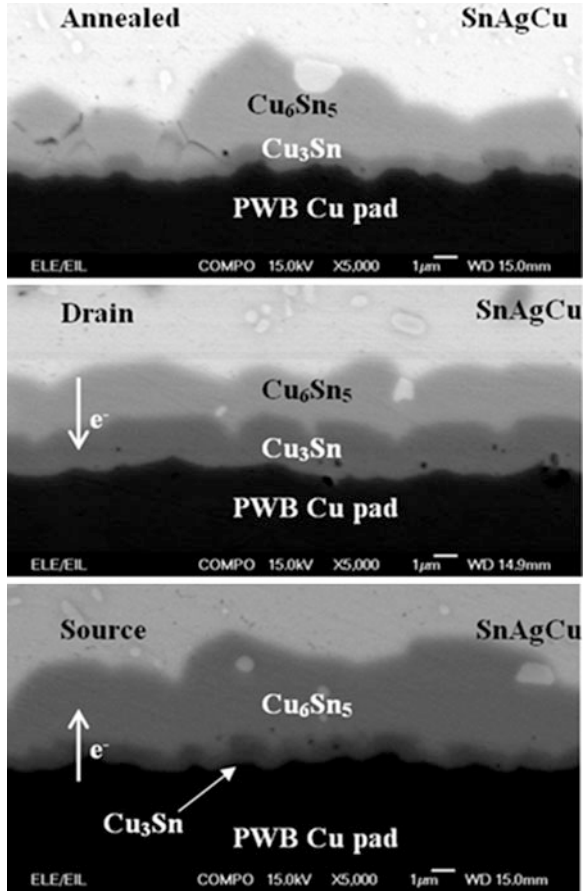 Annealed SnAgCu
Cu₆Sn₅
Cu₃Sn
PWB Cu pad
ELE/EIL COMPO 15.0kV X5,000 1µm WD 15.0mm
Drain SnAgCu
Cu₆Sn₅
e⁻
Cu₃Sn
PWB Cu pad
ELE/EIL COMPO 15.0kV X5,000 1µm WD 14.9mm
Source SnAgCu
Cu₆Sn₅
e⁻
Cu₃Sn
PWB Cu pad
ELE/EIL COMPO 15.0kV X5,000 1µm WD 15.0mm